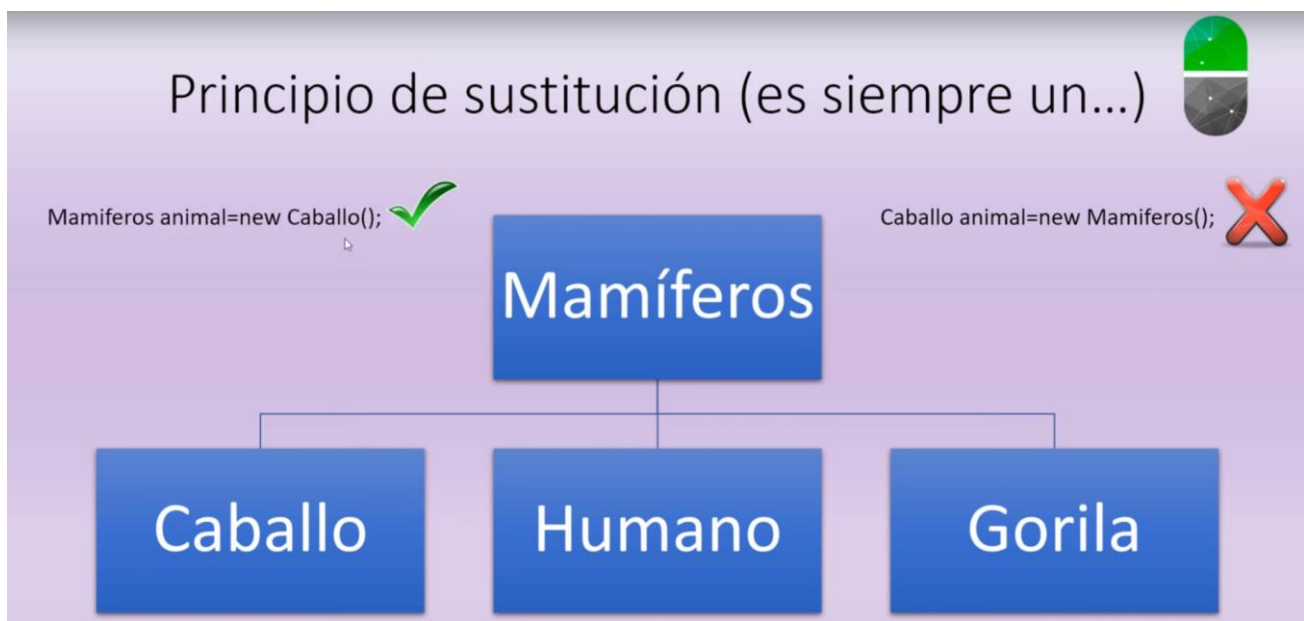 Principio de sustitución (es siempre un...)
Mamiferos animal=new Caballo();
Caballo animal=new Mamiferos();
Mamíferos
Caballo
Humano
Gorila